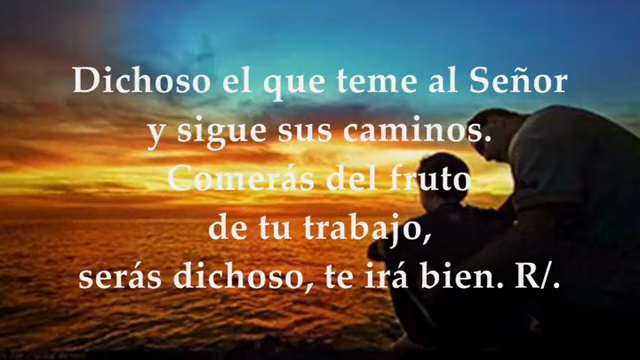 Dichoso el que teme al Señor
y sigue sus caminos.
Comerás del fruto
de tu trabajo,
serás dichoso, te irá bien. R/.